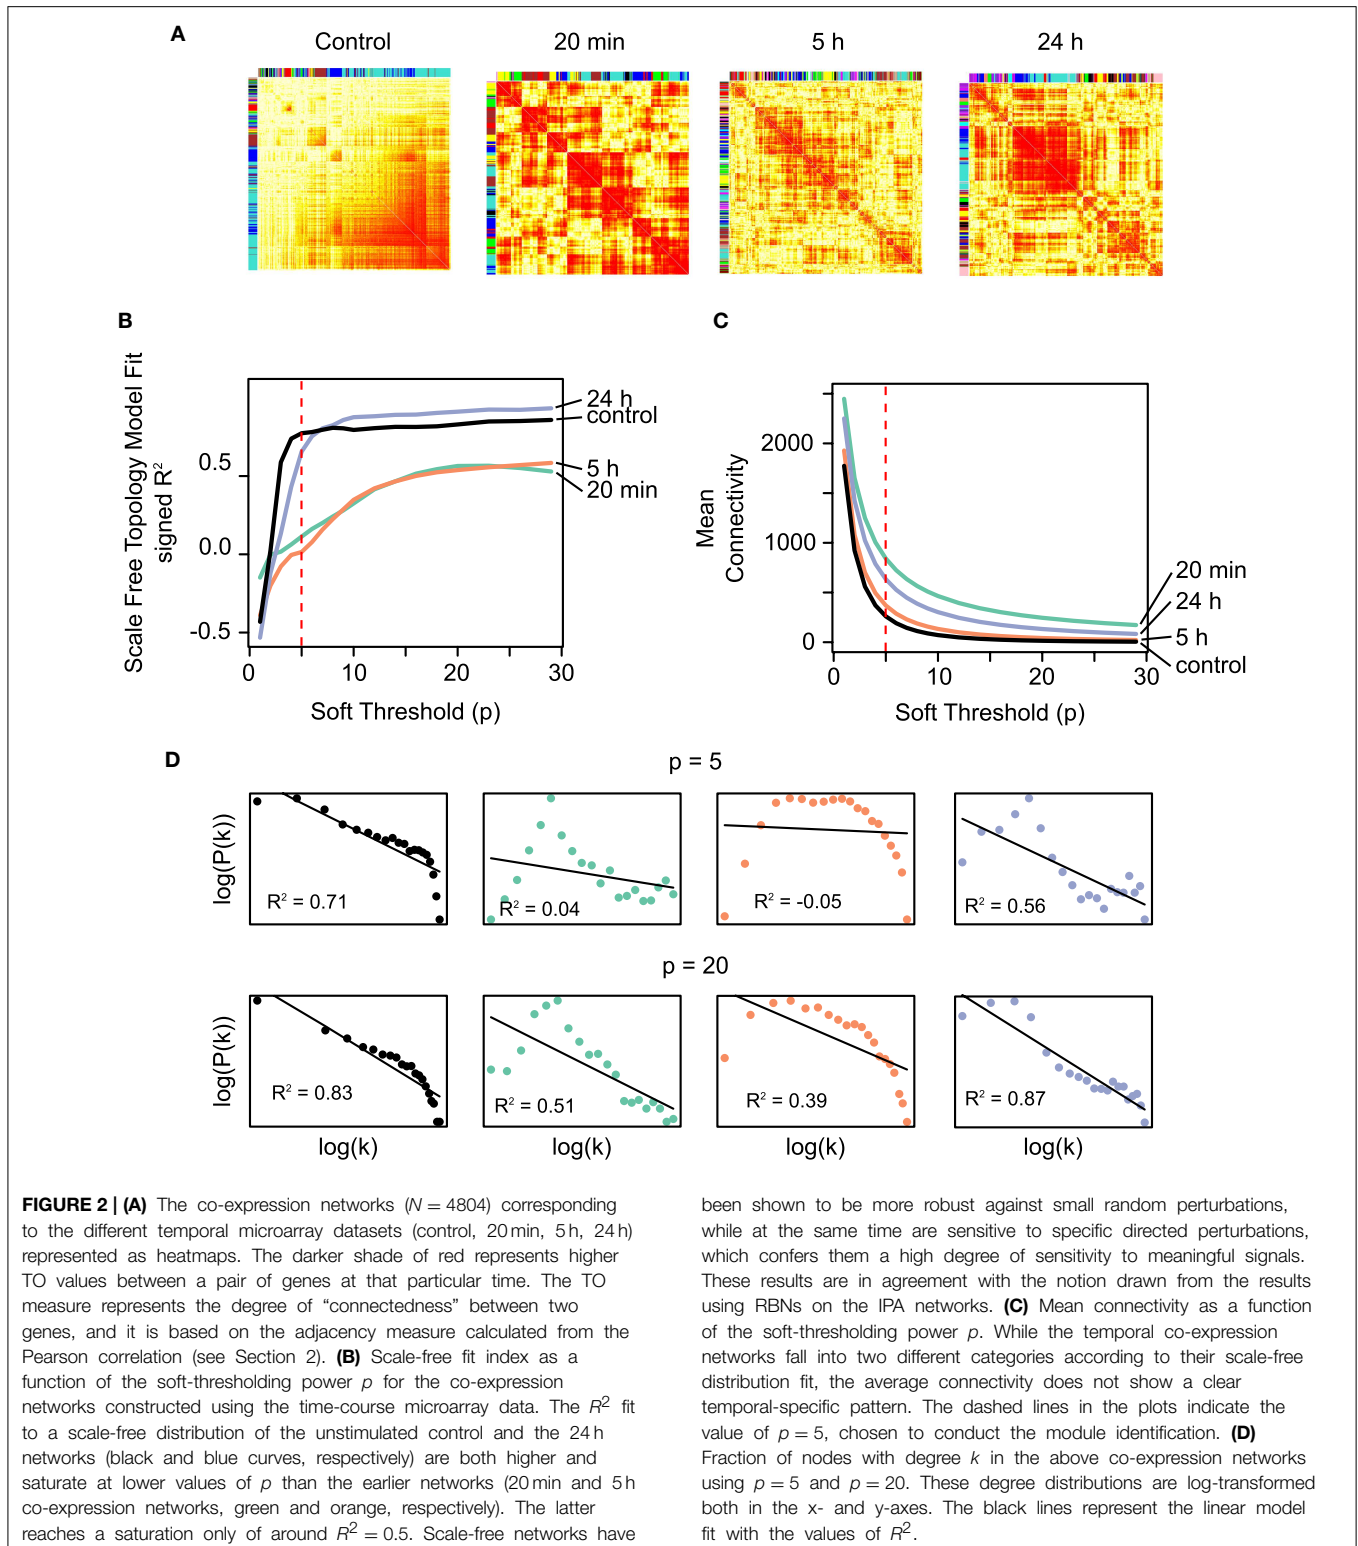 A
Control
20 min
5 h
24 h
B
Scale Free Topology Model Fit
signed R²
0.5
0.0
-0.5
0
10
20
30
Soft Threshold (p)
24 h
control
5 h
20 min
C
Mean
Connectivity
2000
1000
0
0
10
20
30
Soft Threshold (p)
20 min
24 h
5 h
control
D
p = 5
log(P(k))
R² = 0.71
R² = 0.04
R² = -0.05
R² = 0.56
p = 20
log(P(k))
R² = 0.83
R² = 0.51
R² = 0.39
R² = 0.87
log(k)
log(k)
log(k)
log(k)
FIGURE 2 | (A) The co-expression networks (N = 4804) corresponding
to the different temporal microarray datasets (control, 20 min, 5 h, 24 h)
represented as heatmaps. The darker shade of red represents higher
TO values between a pair of genes at that particular time. The TO
measure represents the degree of “connectedness” between two
genes, and it is based on the adjacency measure calculated from the
Pearson correlation (see Section 2). (B) Scale-free fit index as a
function of the soft-thresholding power p for the co-expression
networks constructed using the time-course microarray data. The R² fit
to a scale-free distribution of the unstimulated control and the 24 h
networks (black and blue curves, respectively) are both higher and
saturate at lower values of p than the earlier networks (20 min and 5 h
co-expression networks, green and orange, respectively). The latter
reaches a saturation only of around R² = 0.5. Scale-free networks have
been shown to be more robust against small random perturbations,
while at the same time are sensitive to specific directed perturbations,
which confers them a high degree of sensitivity to meaningful signals.
These results are in agreement with the notion drawn from the results
using RBNs on the IPA networks. (C) Mean connectivity as a function
of the soft-thresholding power p. While the temporal co-expression
networks fall into two different categories according to their scale-free
distribution fit, the average connectivity does not show a clear
temporal-specific pattern. The dashed lines in the plots indicate the
value of p = 5, chosen to conduct the module identification. (D)
Fraction of nodes with degree k in the above co-expression networks
using p = 5 and p = 20. These degree distributions are log-transformed
both in the x- and y-axes. The black lines represent the linear model
fit with the values of R².